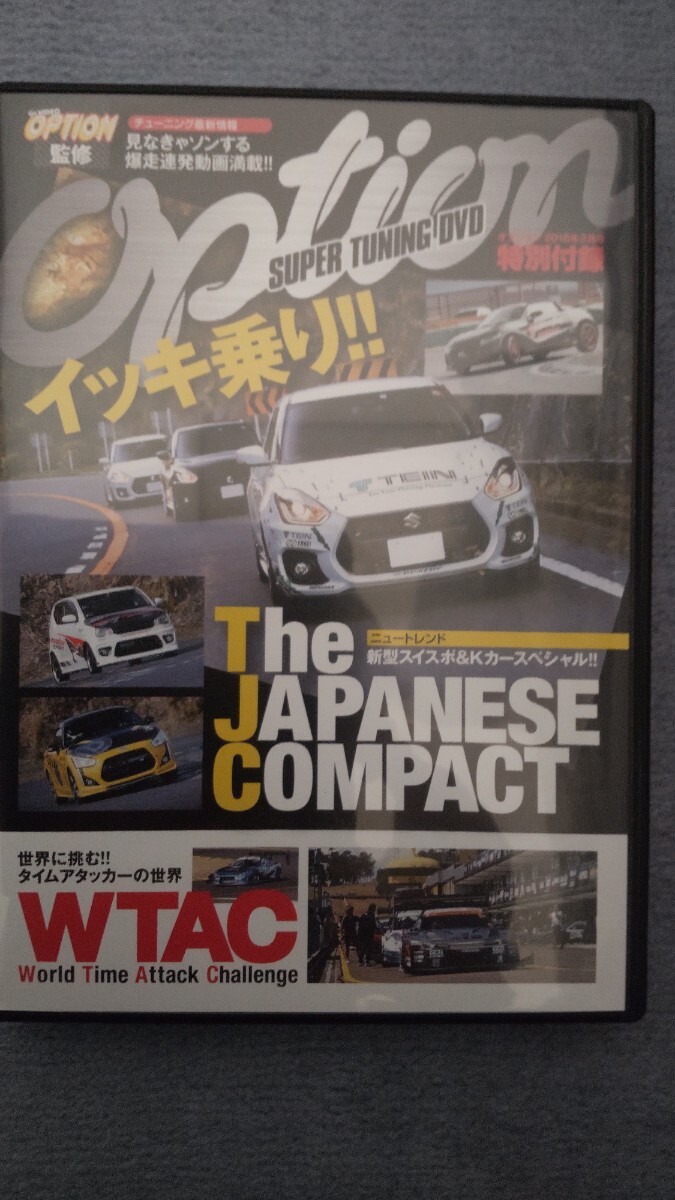 OPTION
監修
チューニング最新情報
見なきゃソンする
爆走連発動画満載!!
option
SUPER TUNING DVD
特別付録
イッキ乗り!!
TEIN
TEIN
The
JAPANESE
COMPACT
ニュートレンド
新型スイスポ&Kカースペシャル!!
世界に挑む!!
タイムアタッカーの世界
WTAC
World Time Attack Challenge